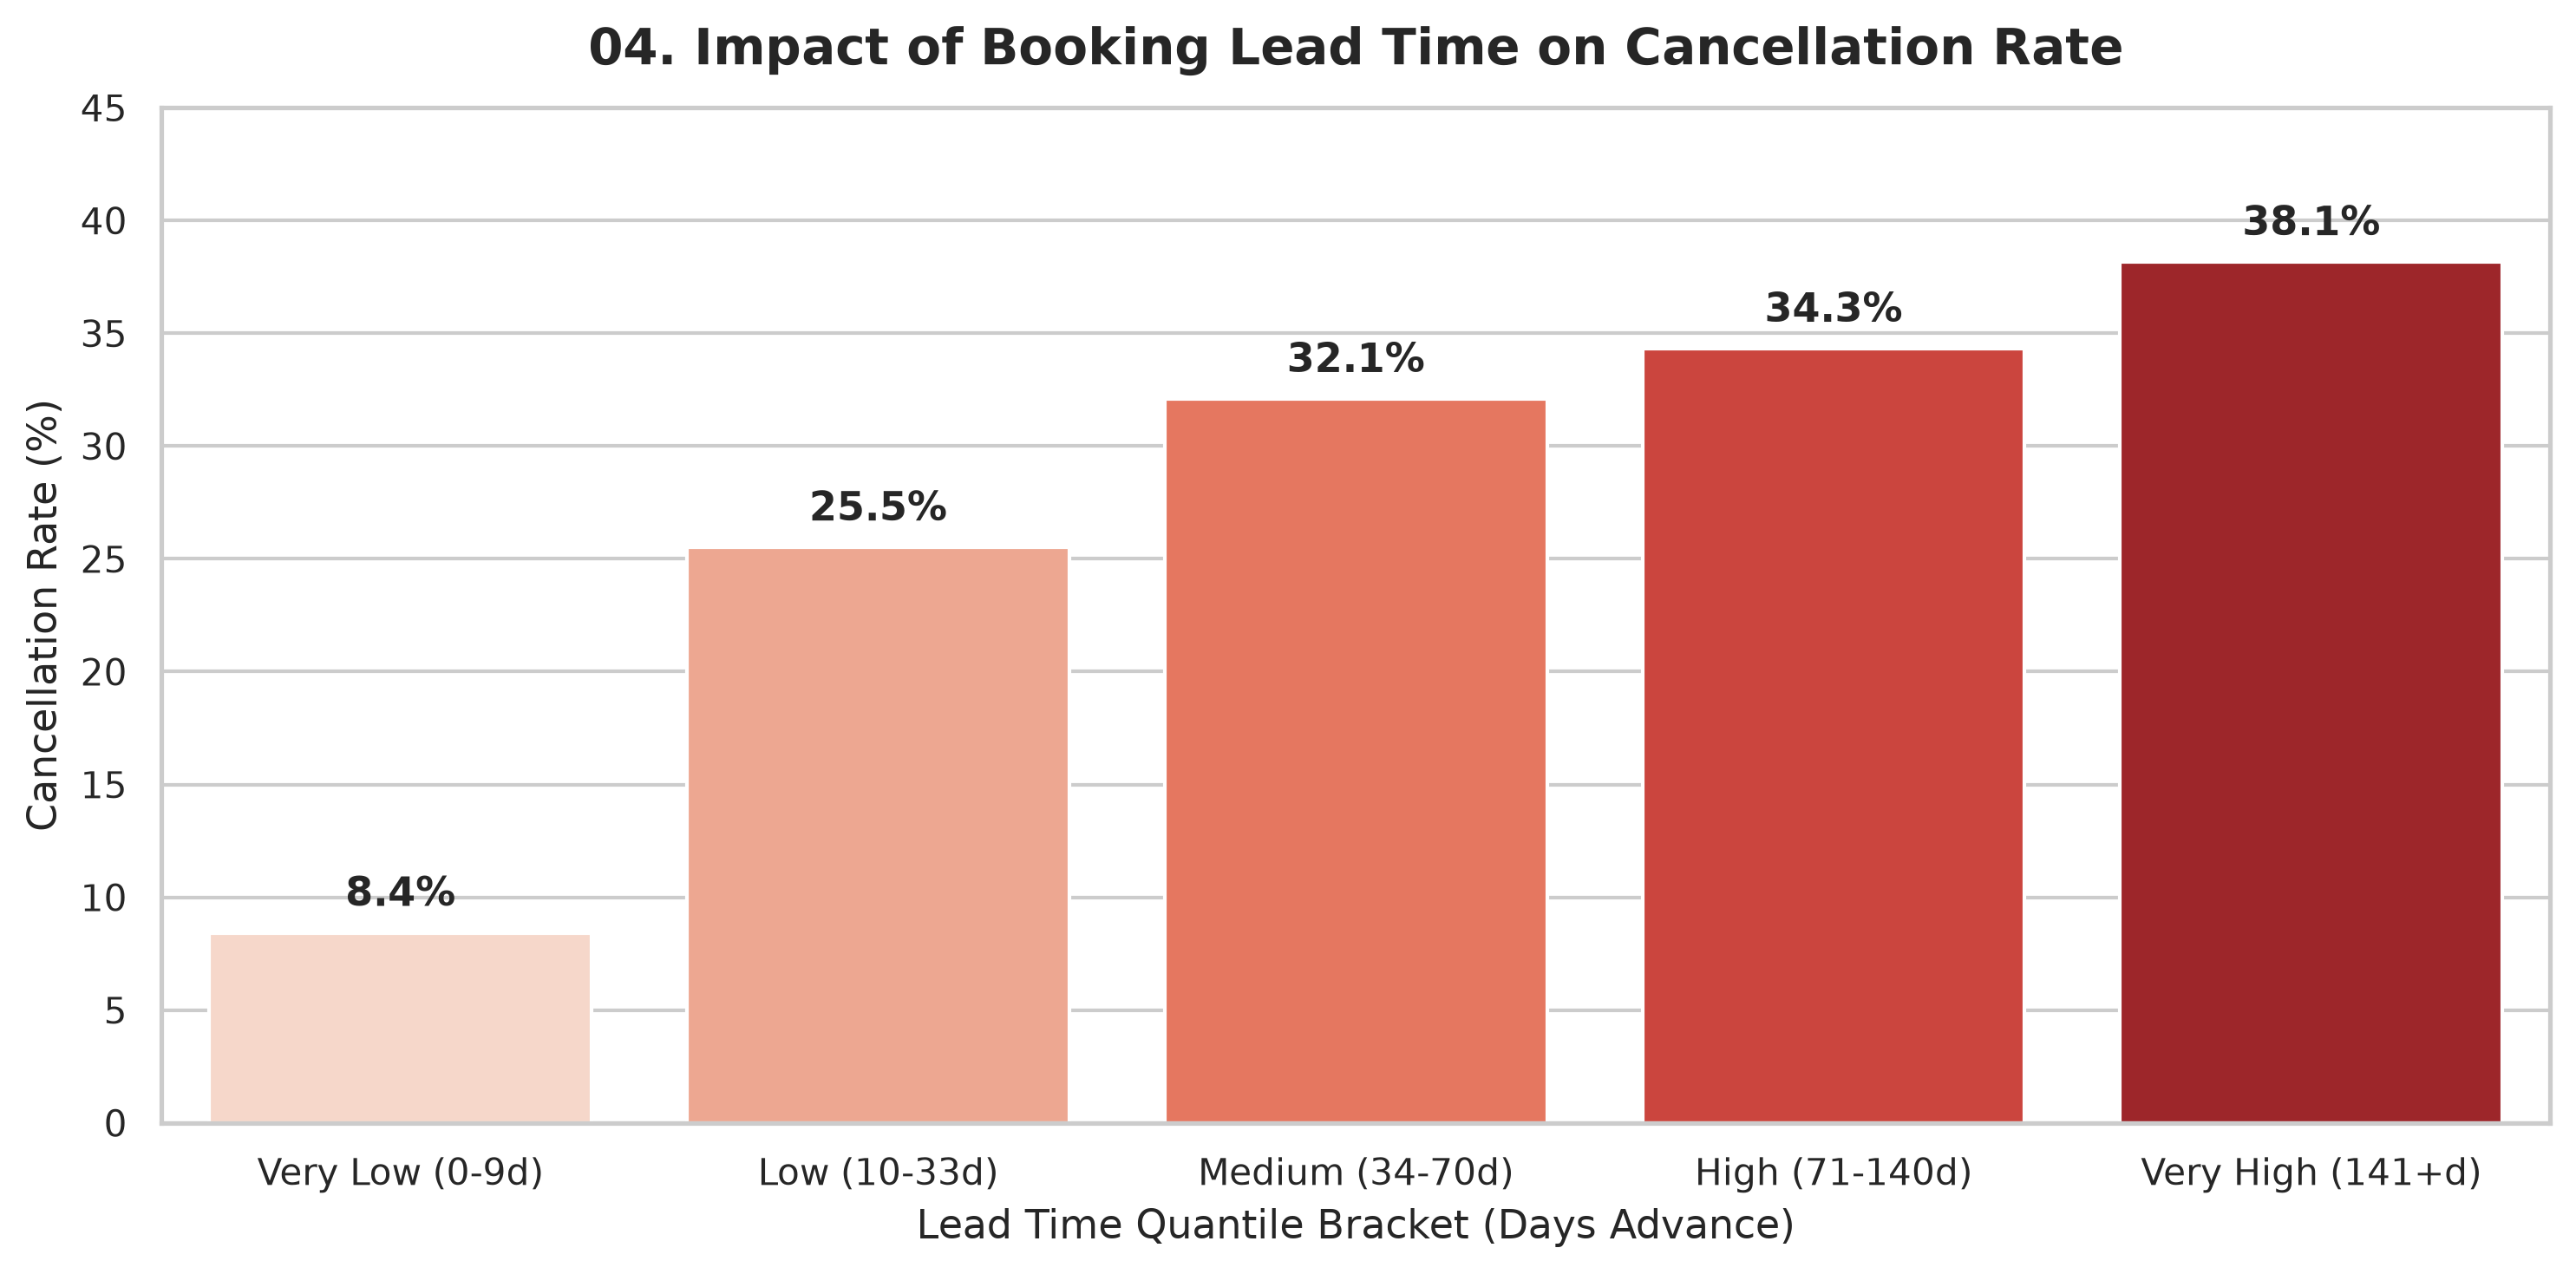 04. Impact of Booking Lead Time on Cancellation Rate
Cancellation Rate (%)
45
40
35
30
25
20
15
10
5
0
8.4%
25.5%
32.1%
34.3%
38.1%
Very Low (0-9d)
Low (10-33d)
Medium (34-70d)
High (71-140d)
Very High (141+d)
Lead Time Quantile Bracket (Days Advance)